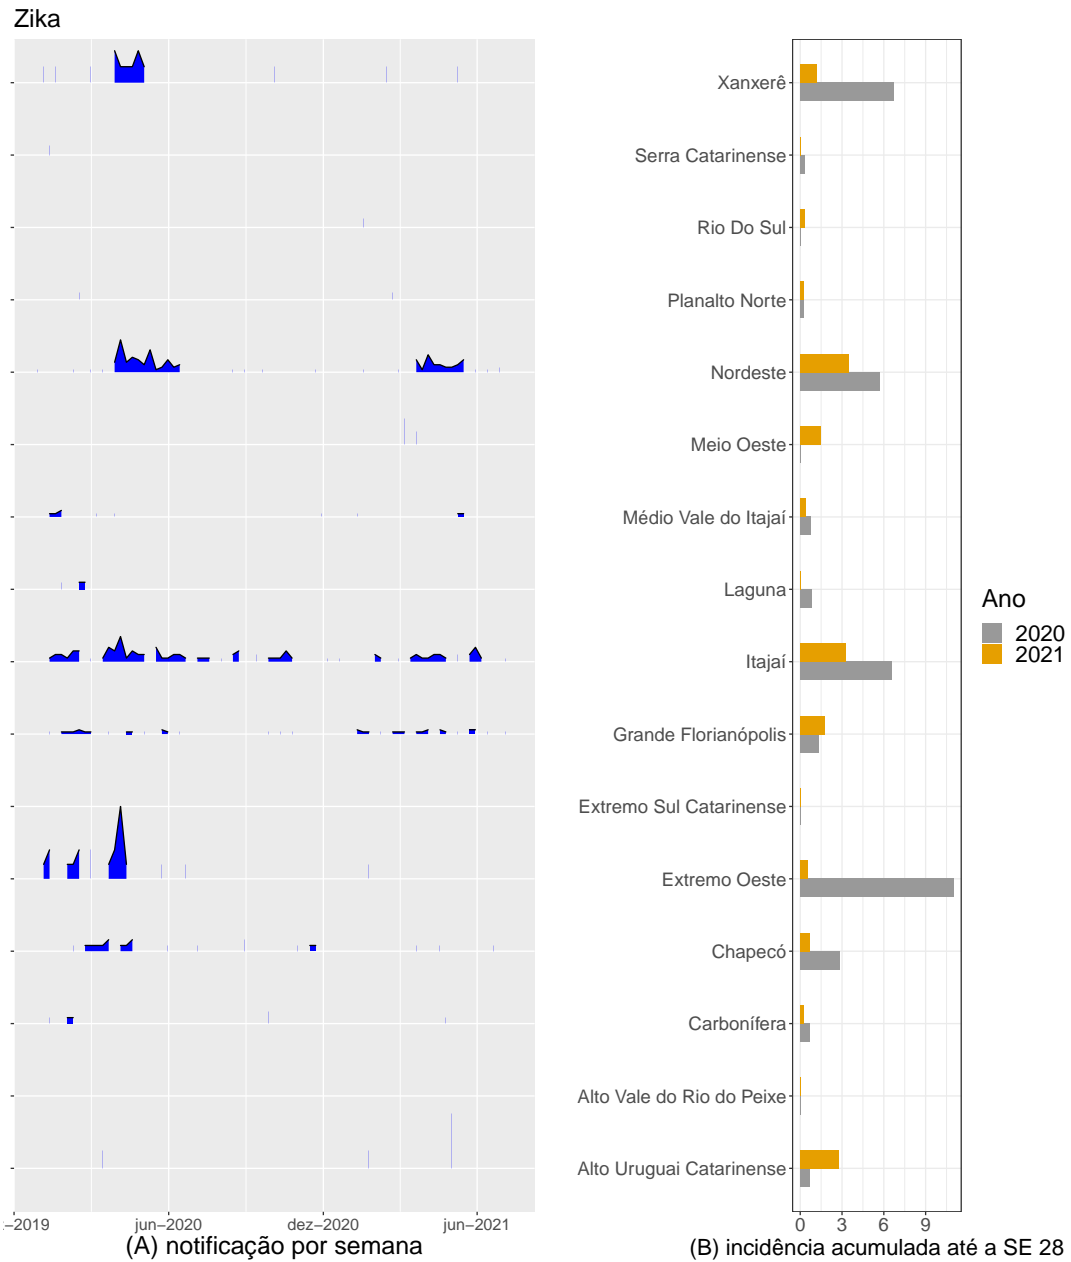 Zika
Xanxerê
Serra Catarinense
Rio Do Sul
Planalto Norte
Nordeste
Meio Oeste
Médio Vale do Itajaí
Laguna
Itajaí
Grande Florianópolis
Extremo Sul Catarinense
Extremo Oeste
Chapecó
Carbonífera
Alto Vale do Rio do Peixe
Alto Uruguai Catarinense
Ano
2020
2021
–2019 jun–2020 dez–2020 jun–2021
0 3 6 9
(A) notificação por semana
(B) incidência acumulada até a SE 28